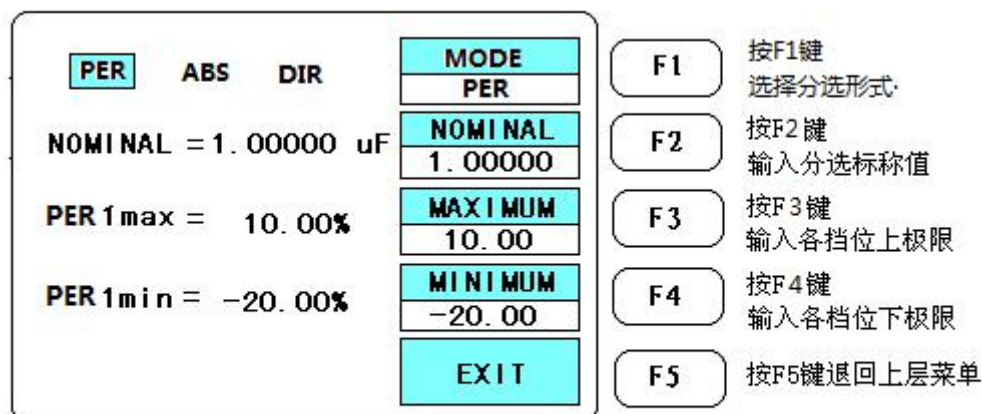 PER ABS DIR
MODE
PER
F1
按F1键
选择分选形式·
NOMINAL =1.00000 uF
NOMINAL
1.00000
F2
按F2键
输入分选标称值
PER1max = 10.00%
MAXIMUM
10.00
F3
按F3键
输入各挡位上极限
PER1min= -20.00%
MINIMUM
-20.00
F4
按F4键
输入各档位下极限
EXIT
F5
按F5键退回上层菜单